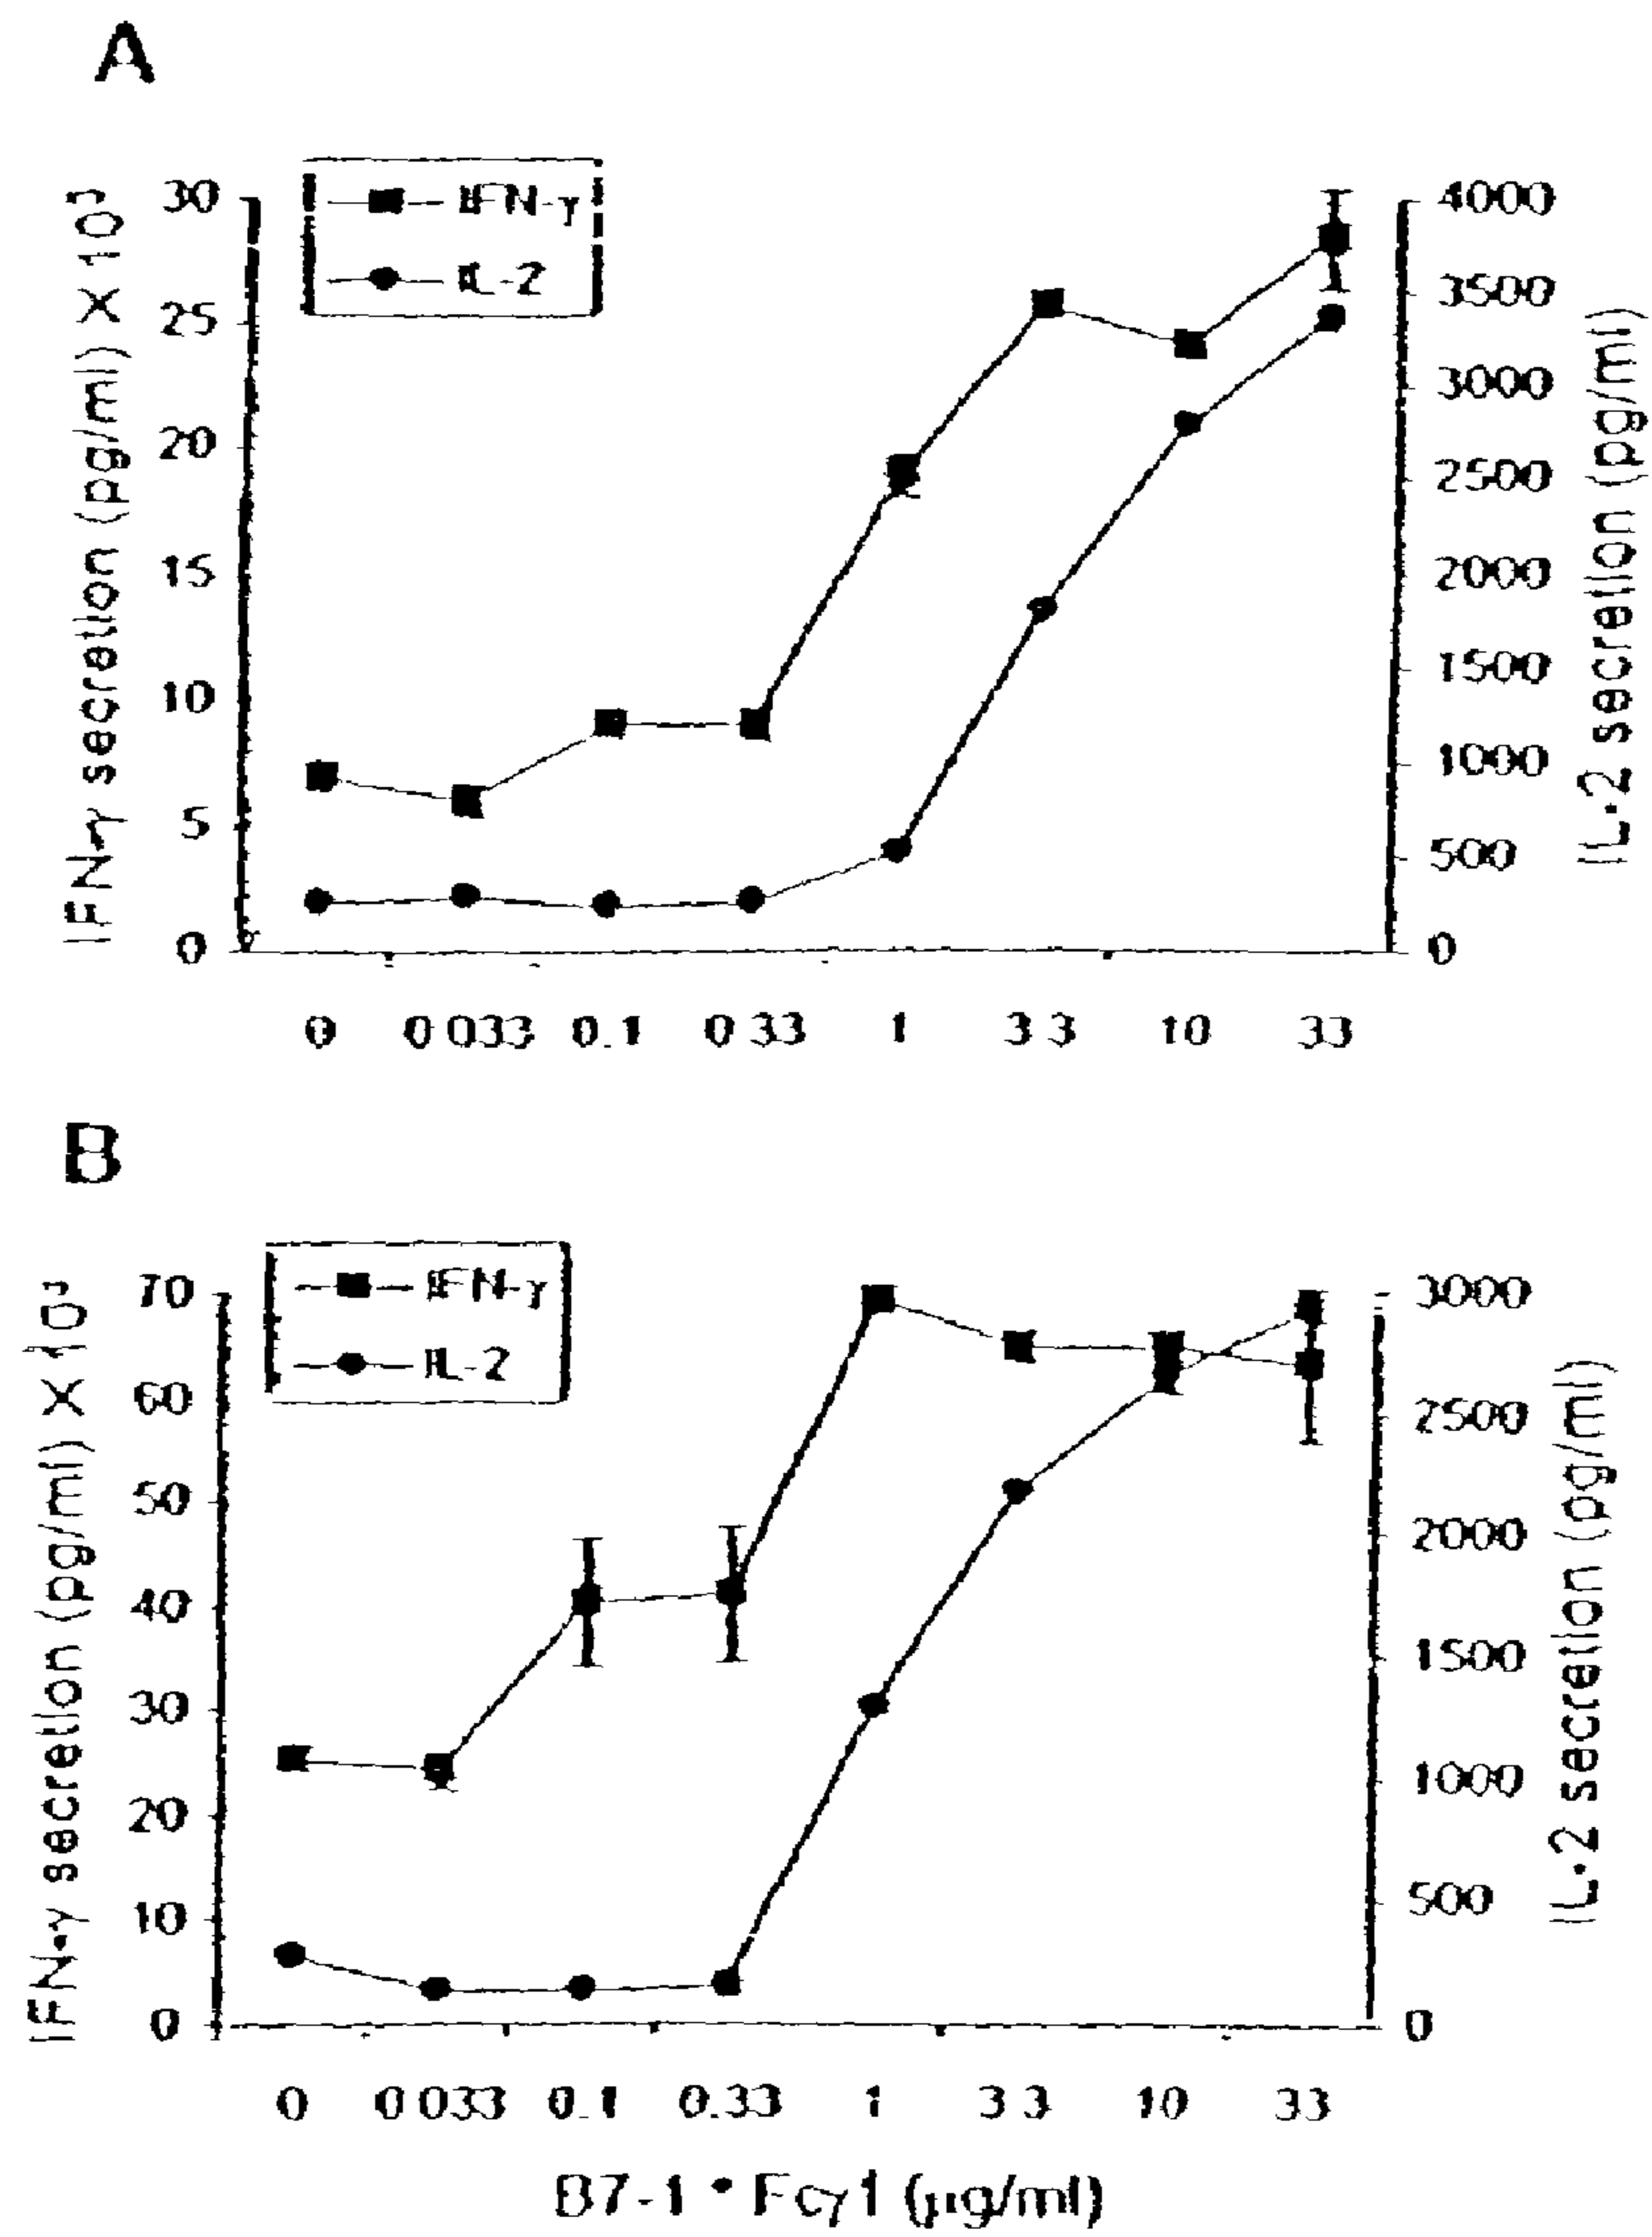 A
IFN-γ
IL-2
IFN-γ secretion (pg/ml) X 10³
30
25
20
15
10
5
0
4000
3500
3000
2500
2000
1500
1000
500
0
IL-2 secretion (pg/ml)
0 0 033 0.1 0 33 1 3 3 10 33
B
IFN-γ
IL-2
IFN-γ secretion (pg/ml) X 10³
70
60
50
40
30
20
10
0
3000
2500
2000
1500
1000
500
0
IL-2 secretion (pg/ml)
0 0 033 0.1 0.33 1 3 3 10 33
B7-1 • Fcγ1 (μg/ml)